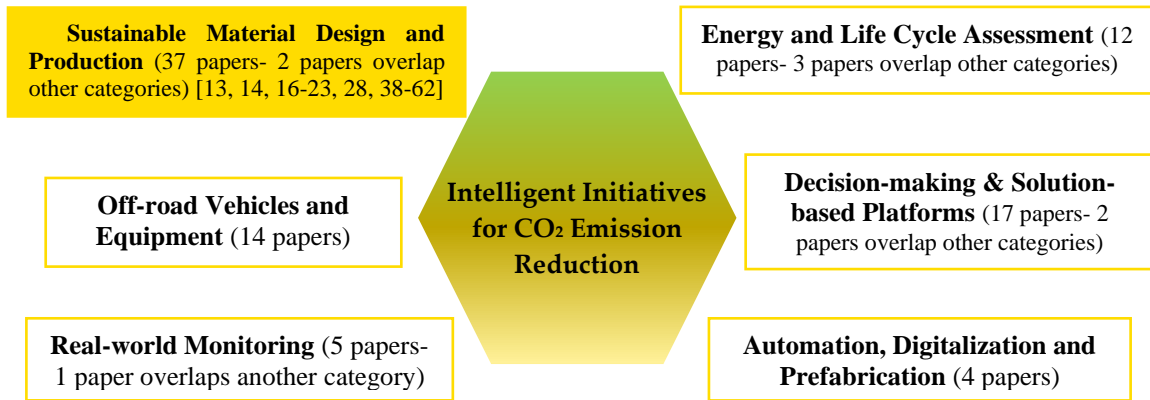 Sustainable Material Design and
Production (37 papers- 2 papers overlap
other categories) [13, 14, 16-23, 28, 38-62]
Energy and Life Cycle Assessment (12
papers- 3 papers overlap other categories)
Off-road Vehicles and
Equipment (14 papers)
Intelligent Initiatives
for CO₂ Emission
Reduction
Decision-making & Solution-
based Platforms (17 papers- 2
papers overlap other categories)
Real-world Monitoring (5 papers-
1 paper overlaps another category)
Automation, Digitalization and
Prefabrication (4 papers)